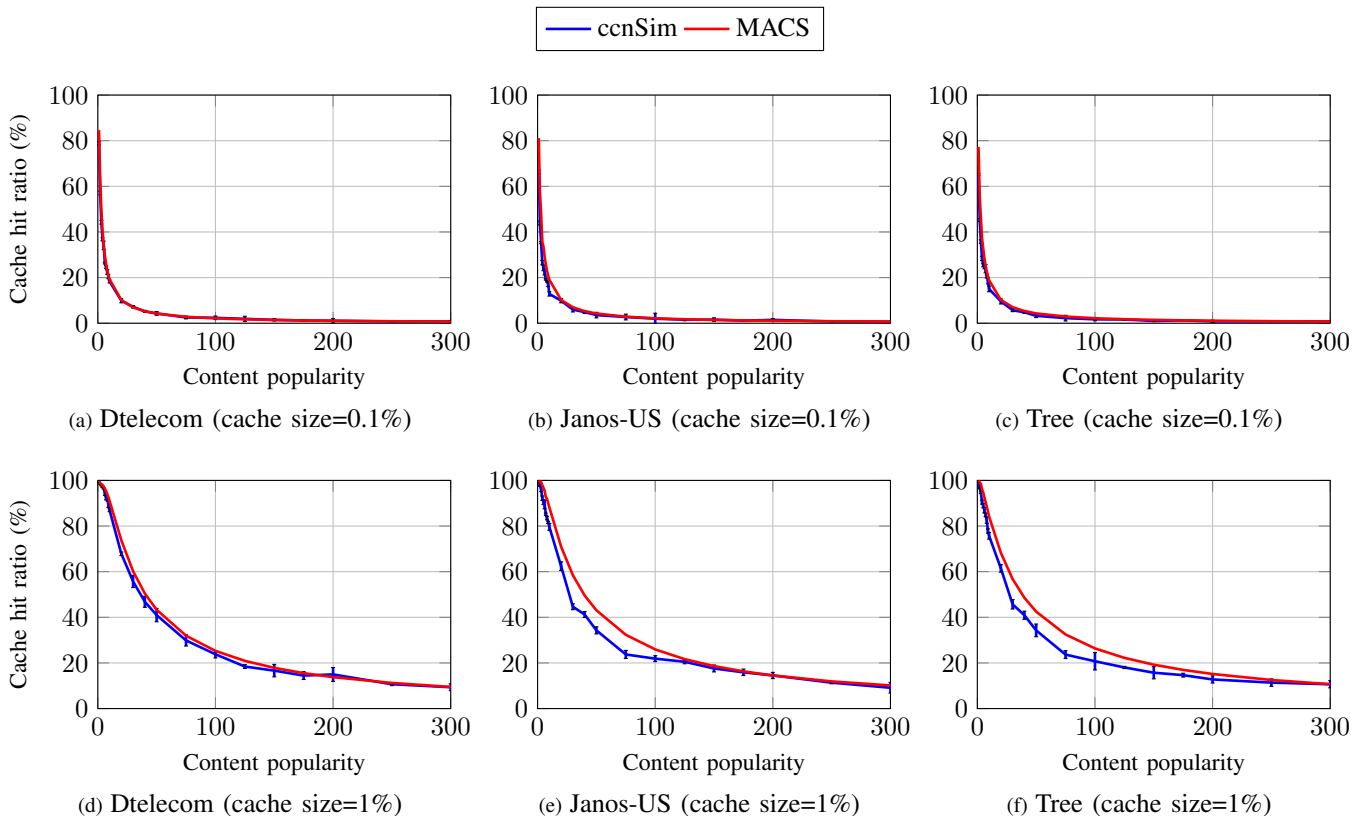 ccnSim MACS
100
80
60
40
20
0
0 100 200 300
Cache hit ratio (%)
Content popularity
(a) Dtelecom (cache size=0.1%)
100
80
60
40
20
0
0 100 200 300
Content popularity
(b) Janos-US (cache size=0.1%)
100
80
60
40
20
0
0 100 200 300
Content popularity
(c) Tree (cache size=0.1%)
100
80
60
40
20
0
0 100 200 300
Cache hit ratio (%)
Content popularity
(d) Dtelecom (cache size=1%)
100
80
60
40
20
0
0 100 200 300
Content popularity
(e) Janos-US (cache size=1%)
100
80
60
40
20
0
0 100 200 300
Content popularity
(f) Tree (cache size=1%)